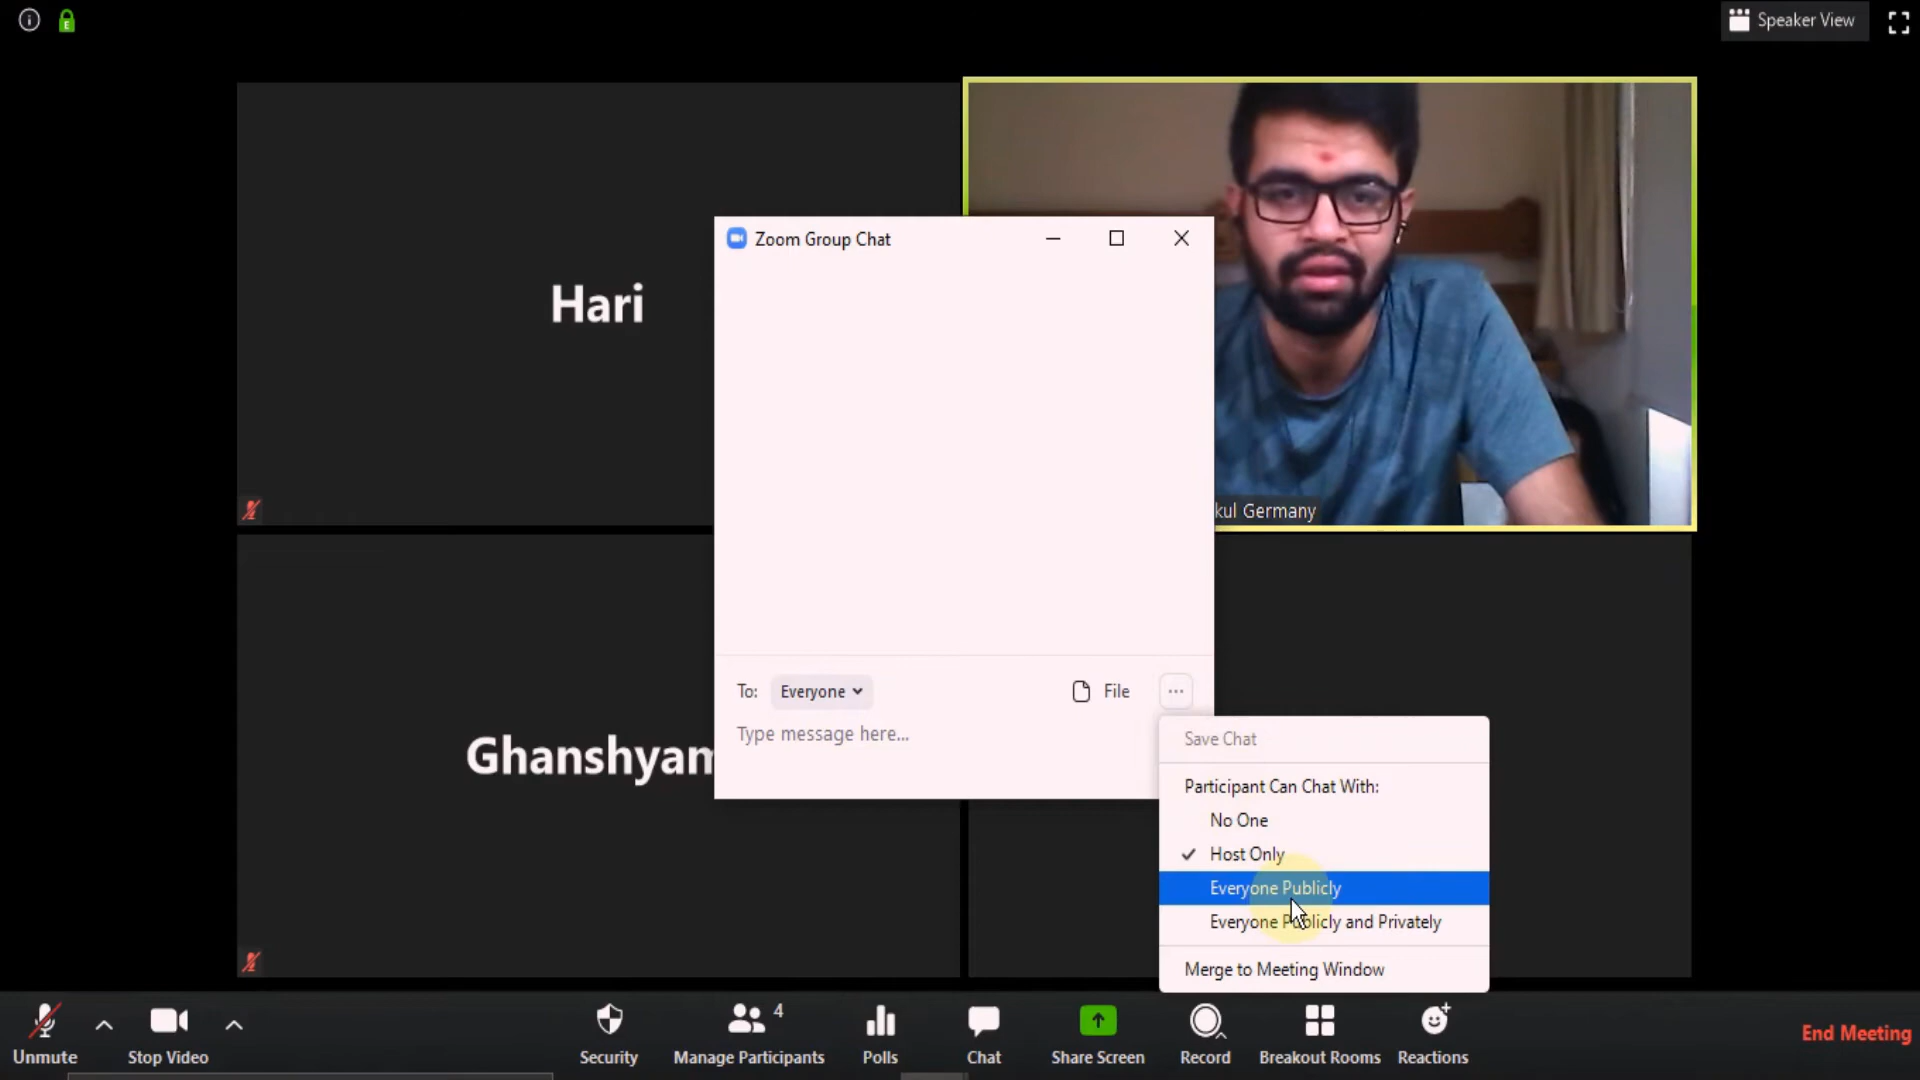 Speaker View
Hari
Zoom Group Chat
kul Germany
To: Everyone File ...
Type message here...
Ghanshyam
Save Chat
Participant Can Chat With:
No One
Host Only
Everyone Publicly
Everyone Publicly and Privately
Merge to Meeting Window
Unmute
Stop Video
Security
4
Manage Participants
Polls
Chat
Share Screen
Record
Breakout Rooms
Reactions
End Meeting